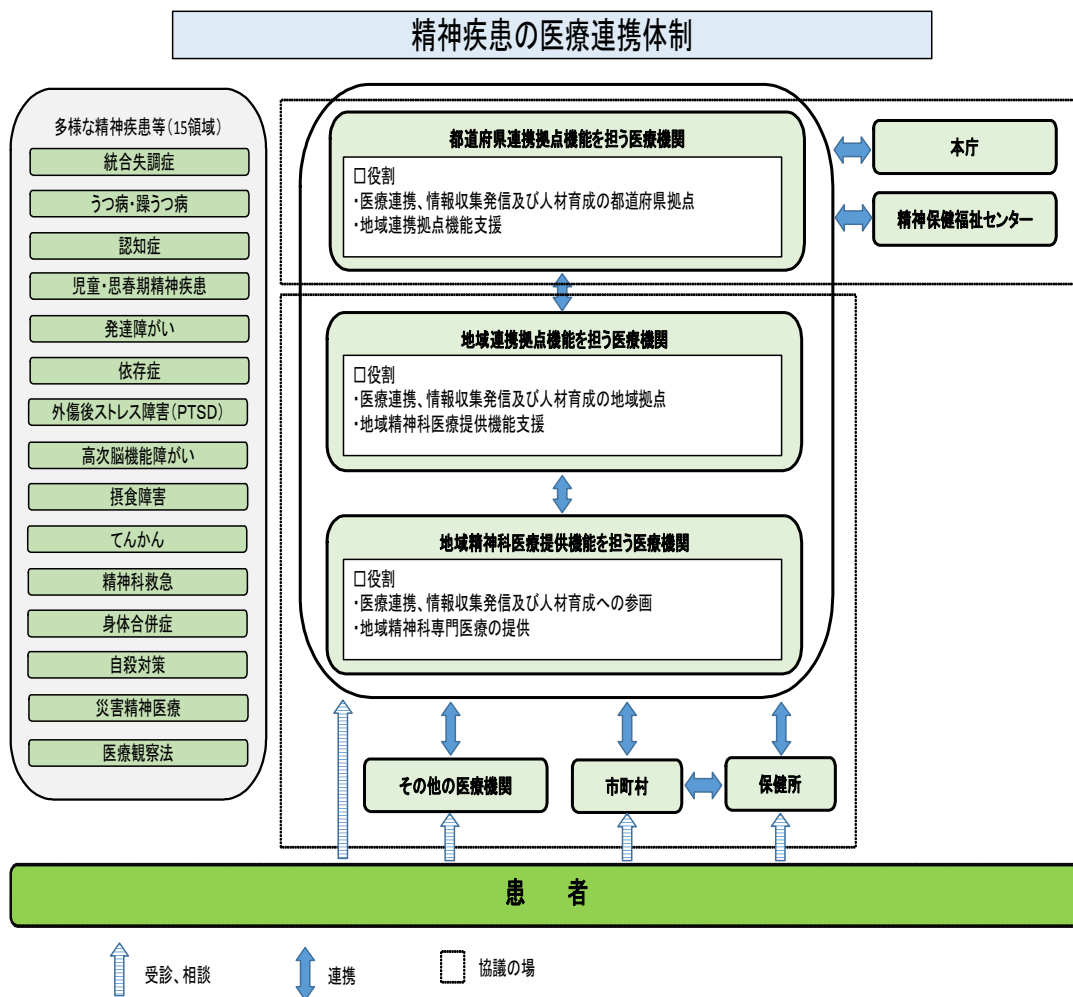 精神疾患の医療連携体制
多様な精神疾患等(15領域)
統合失調症
うつ病・躁うつ病
認知症
児童・思春期精神疾患
発達障がい
依存症
外傷後ストレス障害(PTSD)
高次脳機能障がい
摂食障害
てんかん
精神科救急
身体合併症
自殺対策
災害精神医療
医療観察法
都道府県連携拠点機能を担う医療機関
□役割
・医療連携、情報収集発信及び人材育成の都道府県拠点
・地域連携拠点機能支援
本庁
精神保健福祉センター
地域連携拠点機能を担う医療機関
□役割
・医療連携、情報収集発信及び人材育成の地域拠点
・地域精神科医療提供機能支援
地域精神科医療提供機能を担う医療機関
□役割
・医療連携、情報収集発信及び人材育成への参画
・地域精神科専門医療の提供
その他の医療機関
市町村
保健所
患 者
受診、相談
連携
協議の場